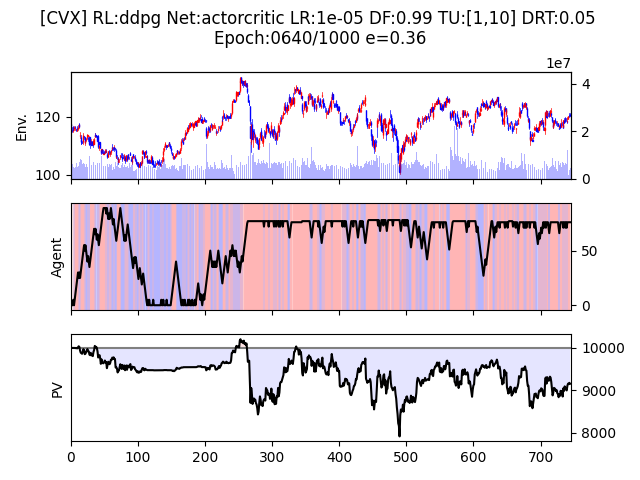 [CVX] RL:ddpg Net:actorcritic LR:1e-05 DF:0.99 TU:[1,10] DRT:0.05
Epoch:0640/1000 e=0.36
1e7
Env.
120
100
4
2
0
Agent
50
0
PV
10000
9000
8000
0 100 200 300 400 500 600 700